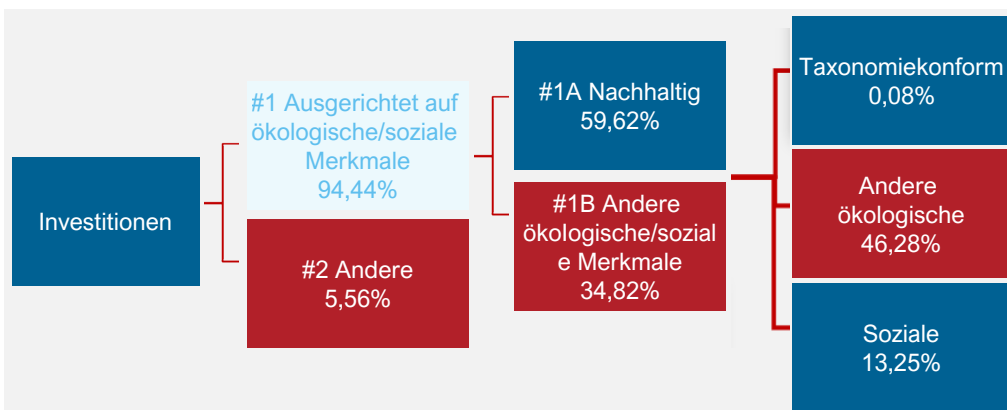 Investitionen
#1 Ausgerichtet auf
ökologische/soziale
Merkmale
94,44%
#2 Andere
5,56%
#1A Nachhaltig
59,62%
#1B Andere
ökologische/sozial
e Merkmale
34,82%
Taxonomiekonform
0,08%
Andere
ökologische
46,28%
Soziale
13,25%